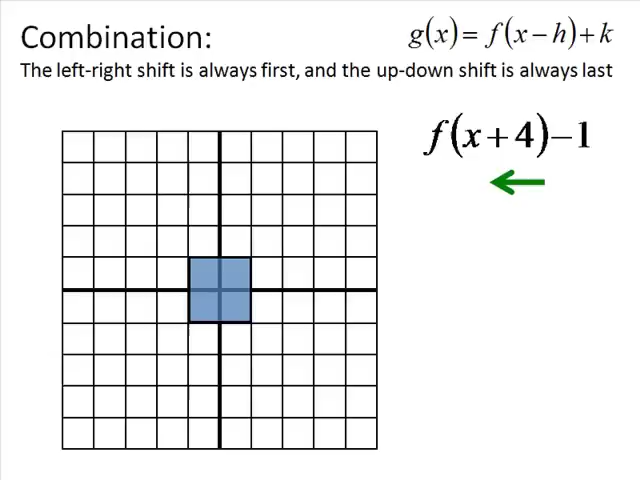 Combination:
g(x) = f(x − h) + k
The left-right shift is always first, and the up-down shift is always last
f(x + 4) − 1